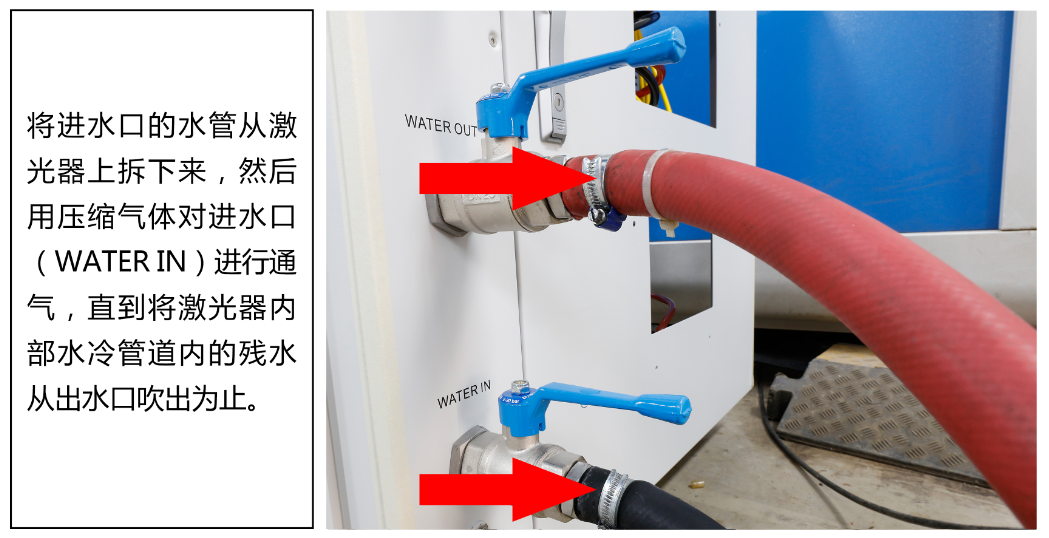 将进水口的水管从激
光器上拆下来，然后
用压缩气体对进水口
（WATER IN）进行通
气，直到将激光器内
部水冷管道内的残水
从出水口吹出为止。
WATER OUT
WATER IN